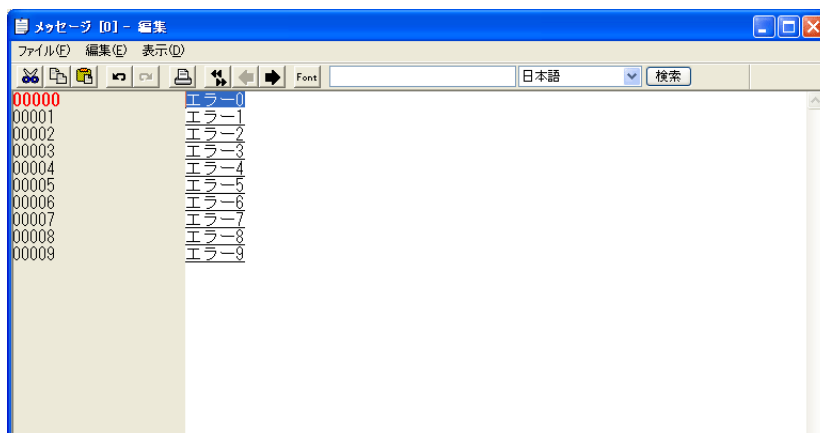 メッセージ [0] - 編集
ファイル(F) 編集(E) 表示(D)
Font 日本語 検索
00000 エラー0
00001 エラー1
00002 エラー2
00003 エラー3
00004 エラー4
00005 エラー5
00006 エラー6
00007 エラー7
00008 エラー8
00009 エラー9